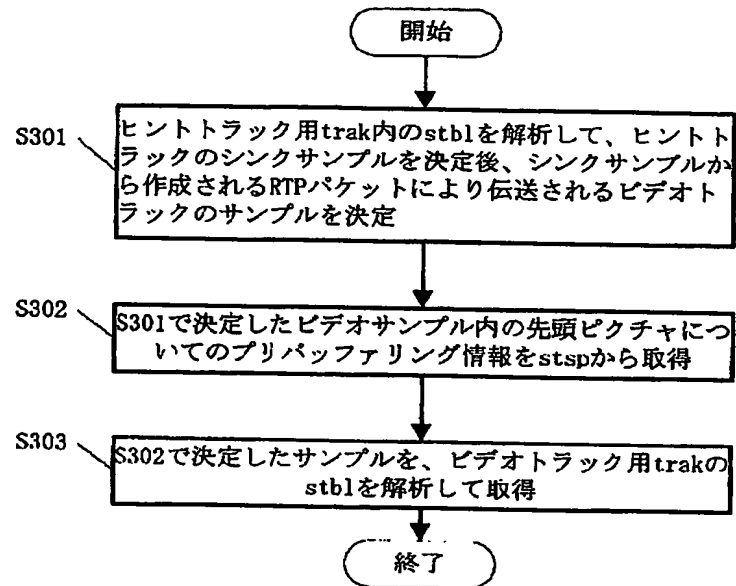 開始
S301
ヒントトラック用trak内のstblを解析して、ヒントト
ラックのシンクサンプルを決定後、シンクサンプルか
ら作成されるRTPパケットにより伝送されるビデオト
ラックのサンプルを決定
S302
S301で決定したビデオサンプル内の先頭ピクチャにつ
いてのプリバッファリング情報をstspから取得
S303
S302で決定したサンプルを、ビデオトラック用trakの
stblを解析して取得
終了